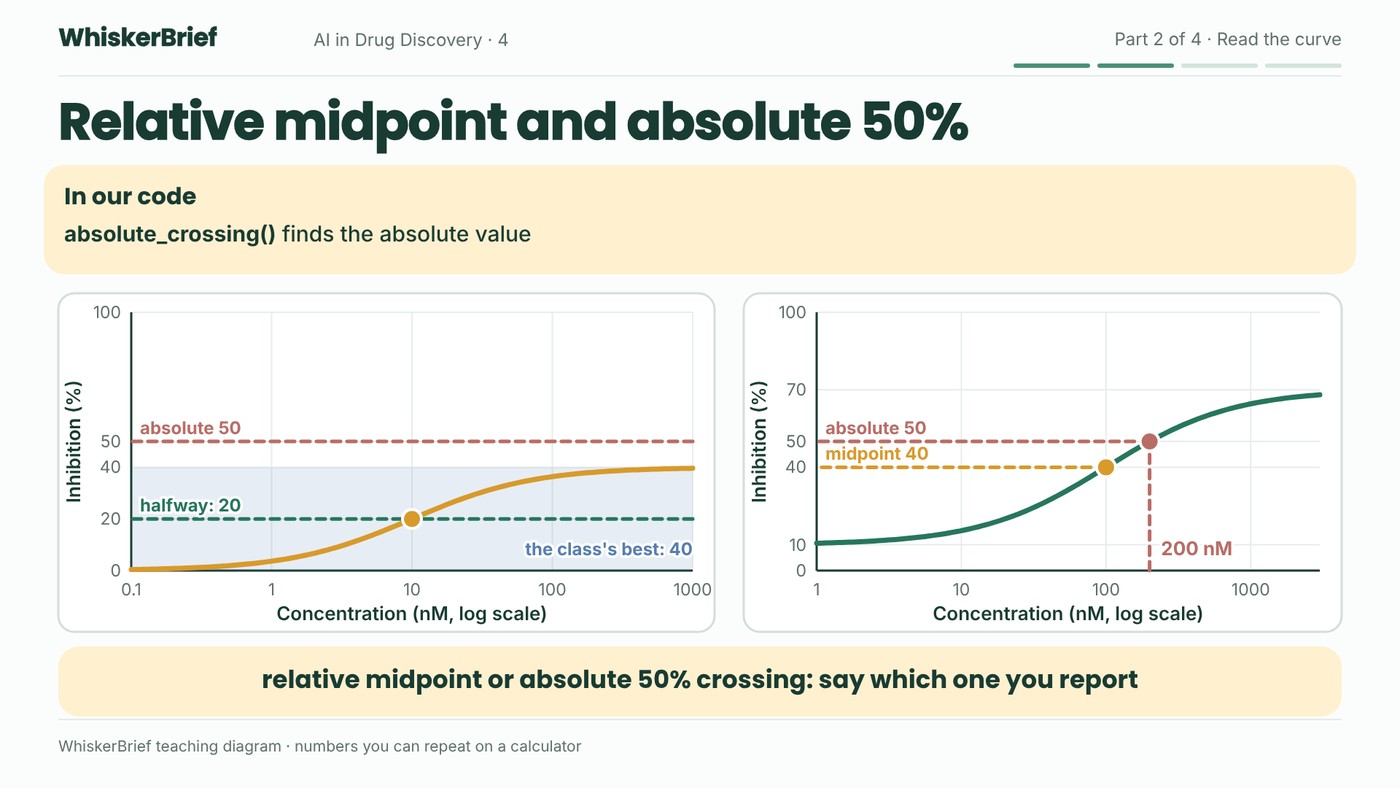 WhiskerBrief
AI in Drug Discovery · 4
Part 2 of 4 · Read the curve
Relative midpoint and absolute 50%
In our code
absolute_crossing() finds the absolute value
Inhibition (%)
100
50
40
20
0
absolute 50
halfway: 20
the class's best: 40
0.1
1
10
100
1000
Concentration (nM, log scale)
Inhibition (%)
100
70
50
40
10
0
absolute 50
midpoint 40
200 nM
1
10
100
1000
Concentration (nM, log scale)
relative midpoint or absolute 50% crossing: say which one you report
WhiskerBrief teaching diagram · numbers you can repeat on a calculator